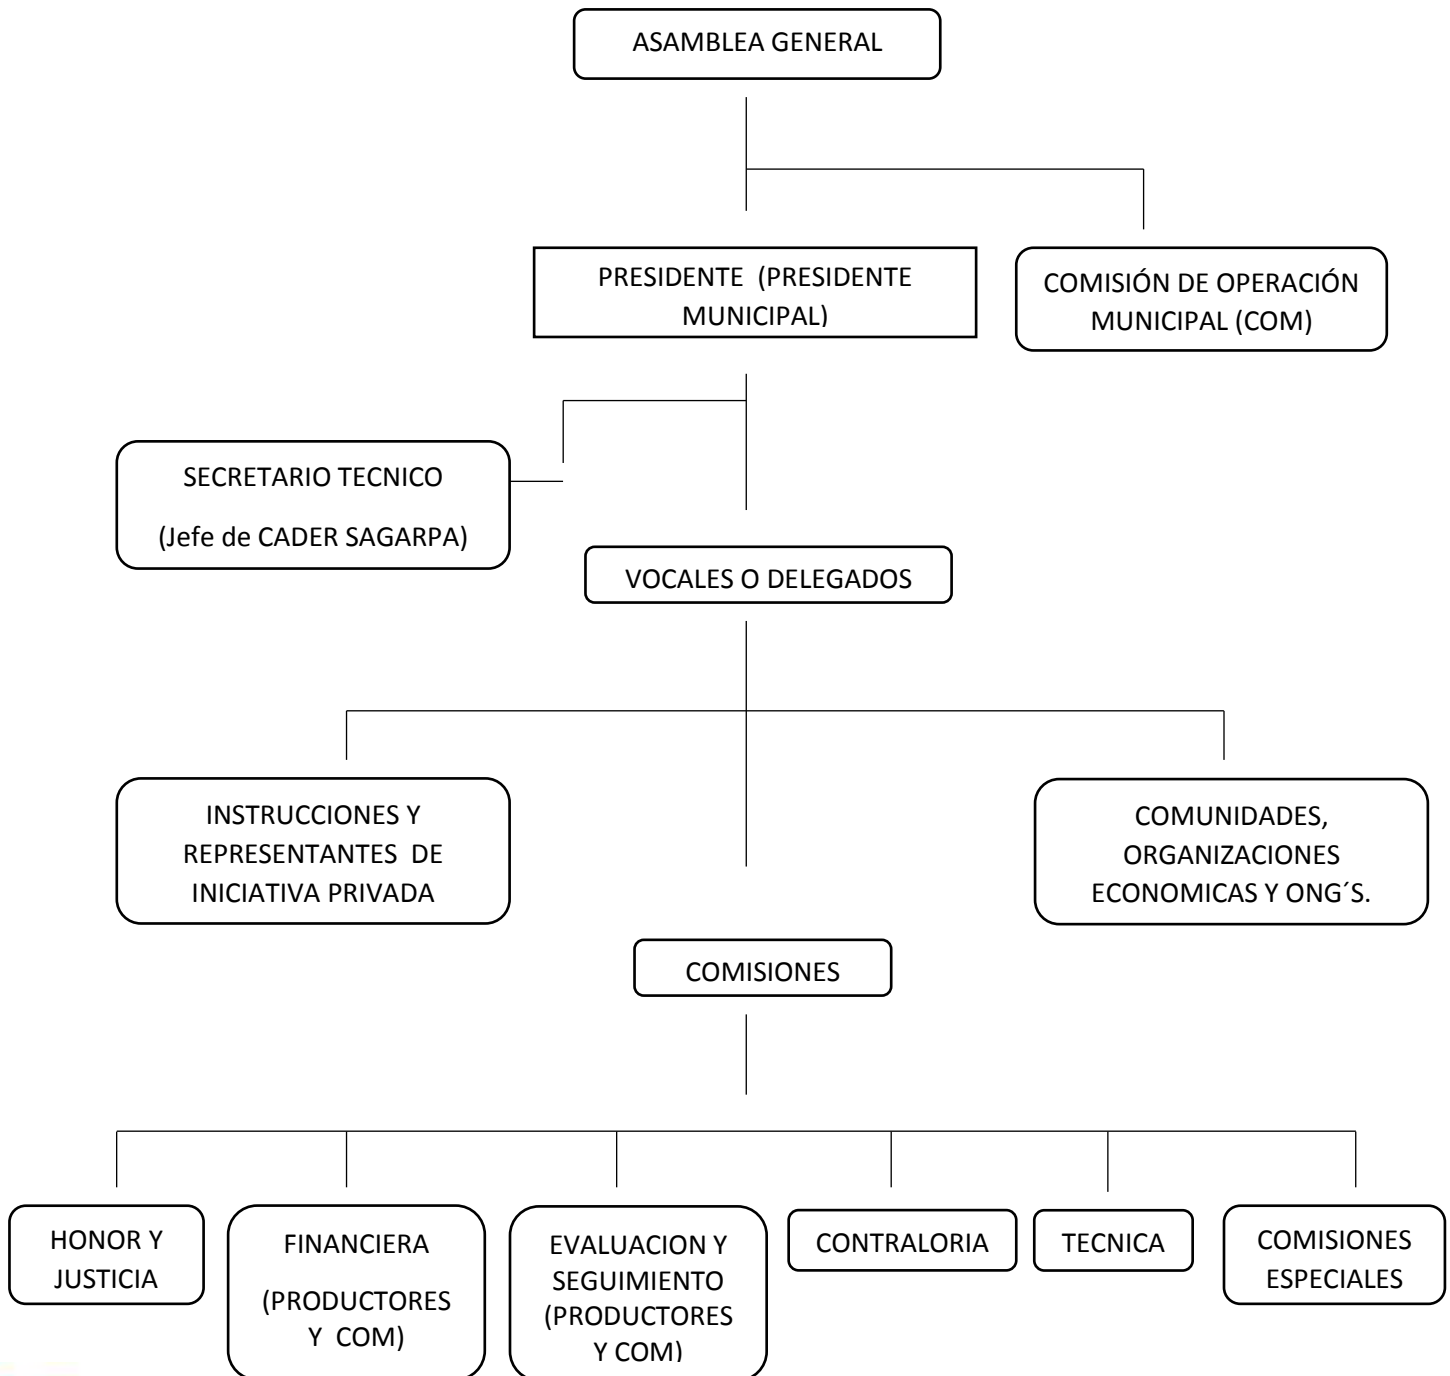 ASAMBLEA GENERAL
PRESIDENTE (PRESIDENTE
MUNICIPAL)
COMISIÓN DE OPERACIÓN
MUNICIPAL (COM)
SECRETARIO TECNICO
(Jefe de CADER SAGARPA)
VOCALES O DELEGADOS
INSTRUCCIONES Y
REPRESENTANTES DE
INICIATIVA PRIVADA
COMUNIDADES,
ORGANIZACIONES
ECONOMICAS Y ONG´S.
COMISIONES
HONOR Y
JUSTICIA
FINANCIERA
(PRODUCTORES
Y COM)
EVALUACION Y
SEGUIMIENTO
(PRODUCTORES
Y COM)
CONTRALORIA
TECNICA
COMISIONES
ESPECIALES